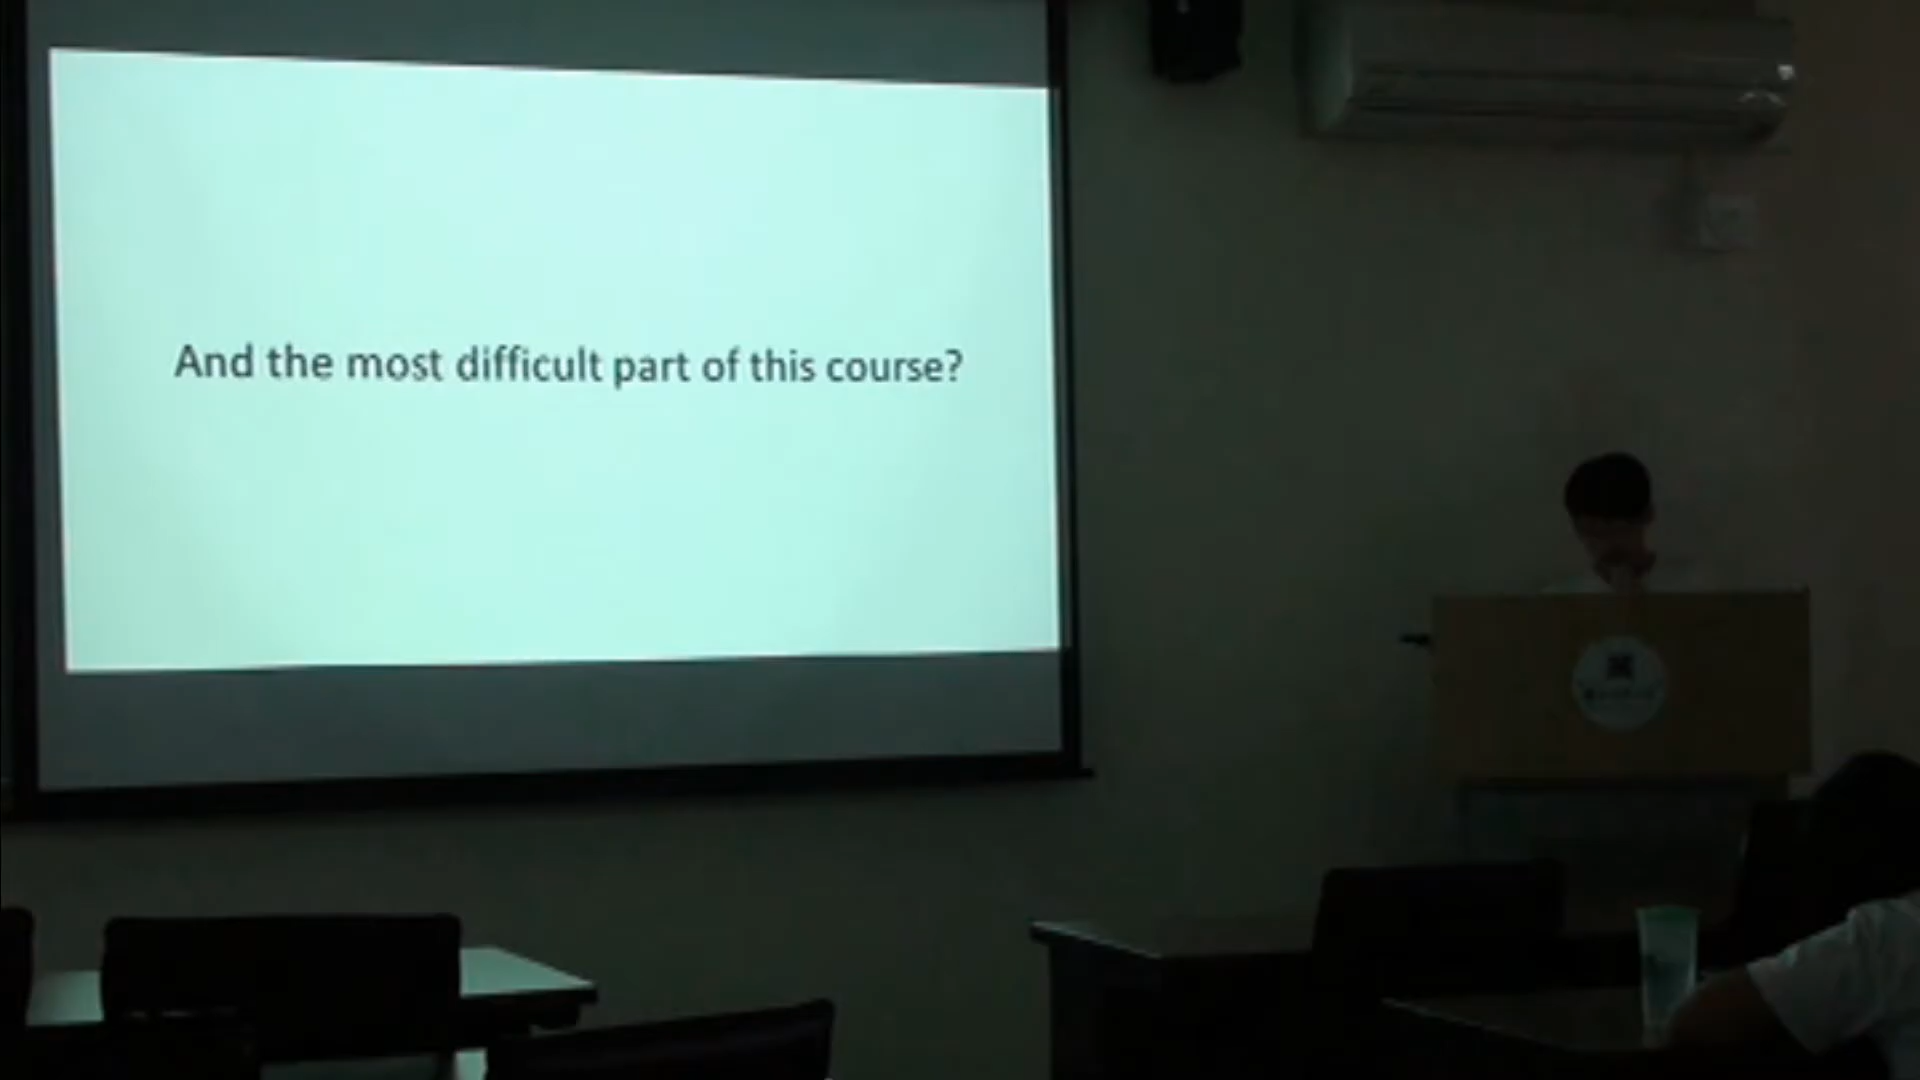 And the most difficult part of this course?